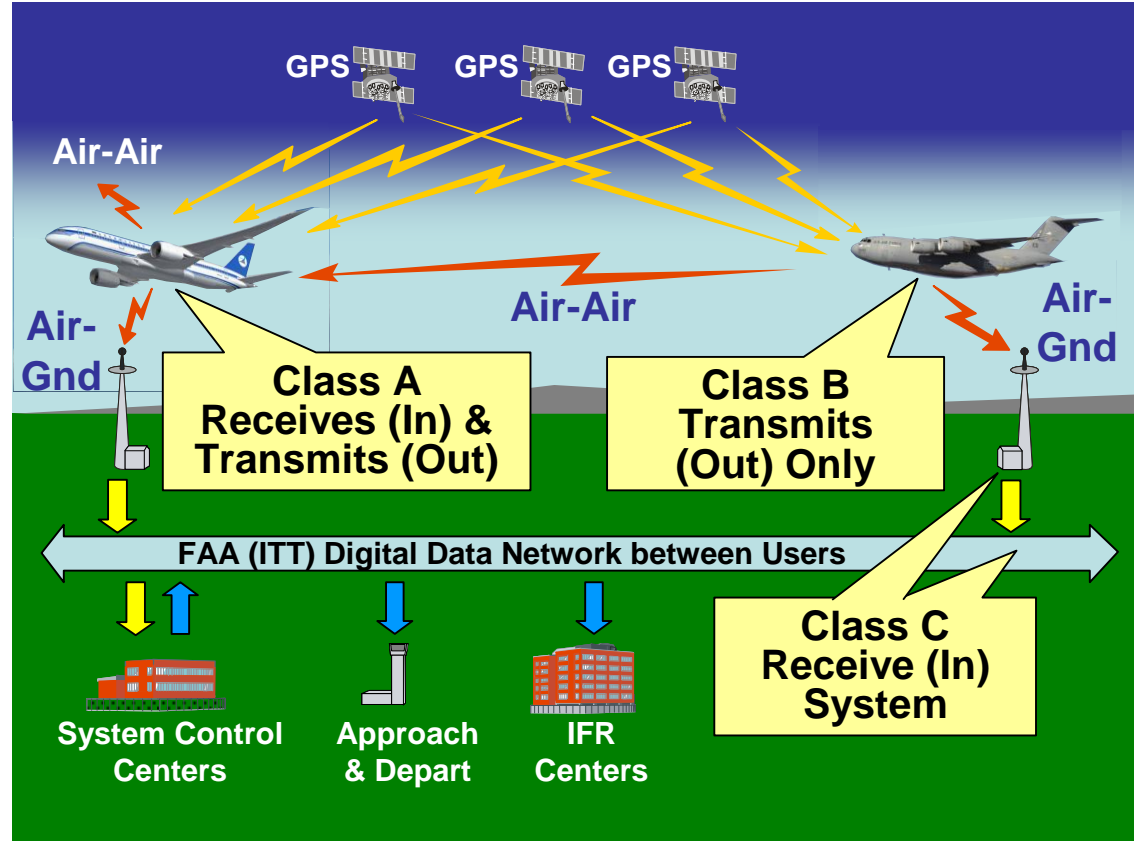 GPS
GPS
GPS
Air-Air
Air-Air
Air-
Gnd
Air-
Gnd
Class A
Receives (In) &
Transmits (Out)
Class B
Transmits
(Out) Only
FAA (ITT) Digital Data Network between Users
Class C
Receive (In)
System
System Control
Centers
Approach
& Depart
IFR
Centers